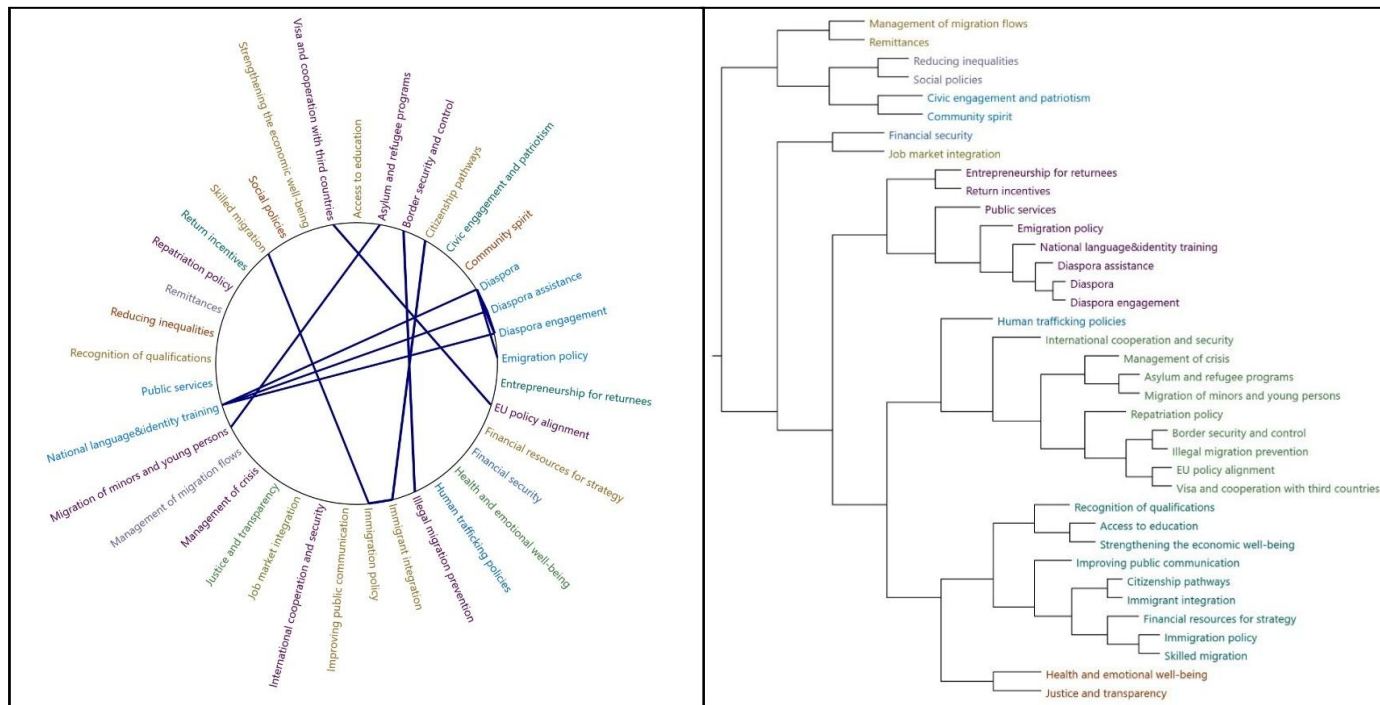 Visa and cooperation with third countries
Access to education
Asylum and refugee programs
Border security and control
Citizenship pathways
Civic engagement and patriotism
Community spirit
Diaspora
Diaspora assistance
Diaspora engagement
Emigration policy
Entrepreneurship for returnees
EU policy alignment
Financial resources for strategy
Financial security
Health and emotional well-being
Human trafficking policies
Illegal migration prevention
Immigrant integration
Immigration policy
Improving public communication
International cooperation and security
Job market integration
Justice and transparency
Management of crisis
Management of migration flows
Migration of minors and young persons
National language&identity training
Public services
Recognition of qualifications
Reducing inequalities
Remittances
Repatriation policy
Return incentives
Skilled migration
Social policies
Strengthening the economic well-being
Management of migration flows
Remittances
Reducing inequalities
Social policies
Civic engagement and patriotism
Community spirit
Financial security
Job market integration
Entrepreneurship for returnees
Return incentives
Public services
Emigration policy
National language&identity training
Diaspora assistance
Diaspora
Diaspora engagement
Human trafficking policies
International cooperation and security
Management of crisis
Asylum and refugee programs
Migration of minors and young persons
Repatriation policy
Border security and control
Illegal migration prevention
EU policy alignment
Visa and cooperation with third countries
Recognition of qualifications
Access to education
Strengthening the economic well-being
Improving public communication
Citizenship pathways
Immigrant integration
Financial resources for strategy
Immigration policy
Skilled migration
Health and emotional well-being
Justice and transparency